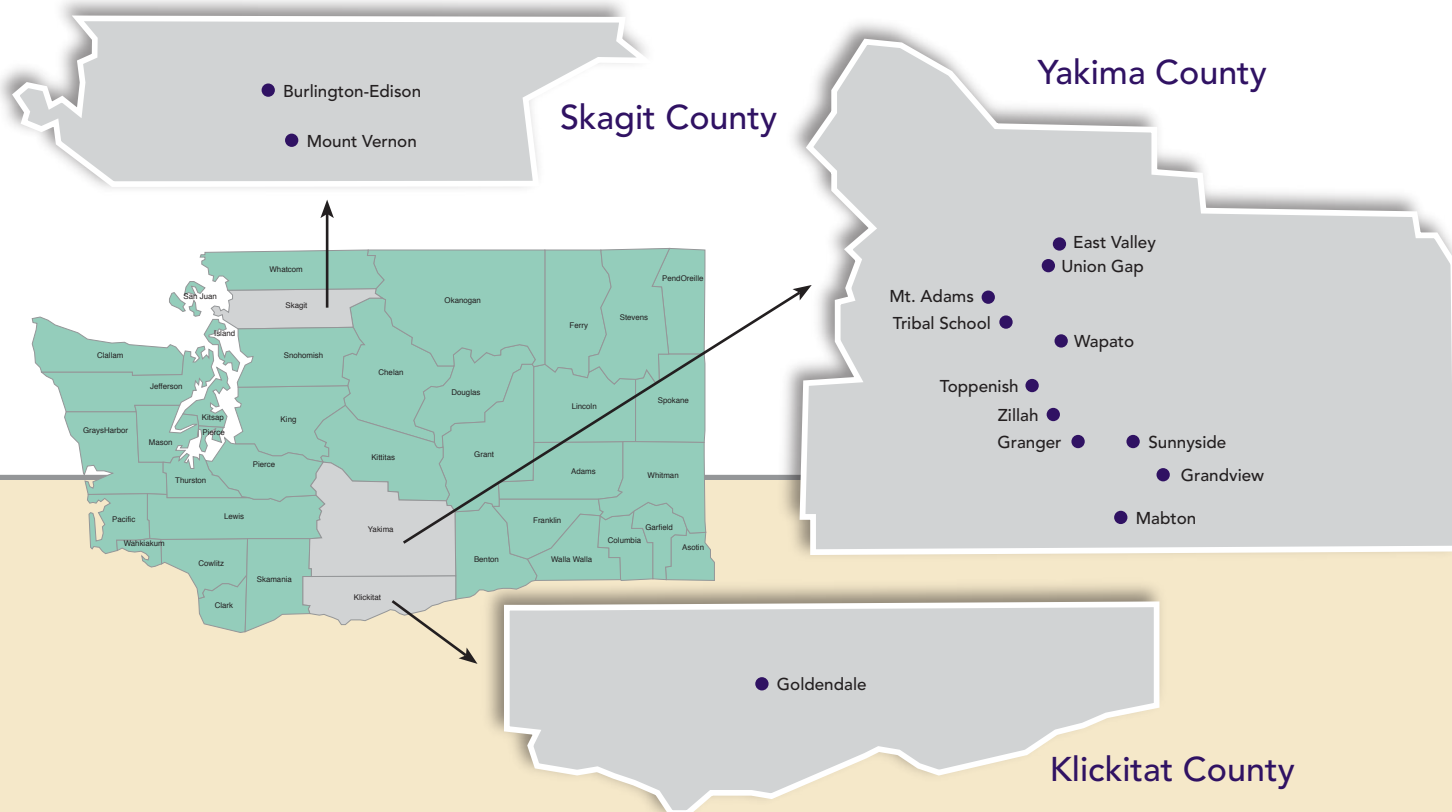 Burlington-Edison
Mount Vernon
Skagit County
Yakima County
East Valley
Union Gap
Mt. Adams
Tribal School
Wapato
Toppenish
Zillah
Granger
Sunnyside
Grandview
Mabton
Whatcom
San Juan
Skagit
Island
Okanogan
Ferry
Stevens
PendOreille
Clallam
Snohomish
Chelan
Jefferson
Douglas
Kitsap
King
Lincoln
Spokane
GraysHarbor
Mason
Pierce
Pierce
Kittitas
Grant
Adams
Whitman
Thurston
Pacific
Lewis
Yakima
Franklin
Garfield
Columbia
Asotin
Wahkiakum
Cowlitz
Skamania
Benton
Walla Walla
Clark
Klickitat
Goldendale
Klickitat County